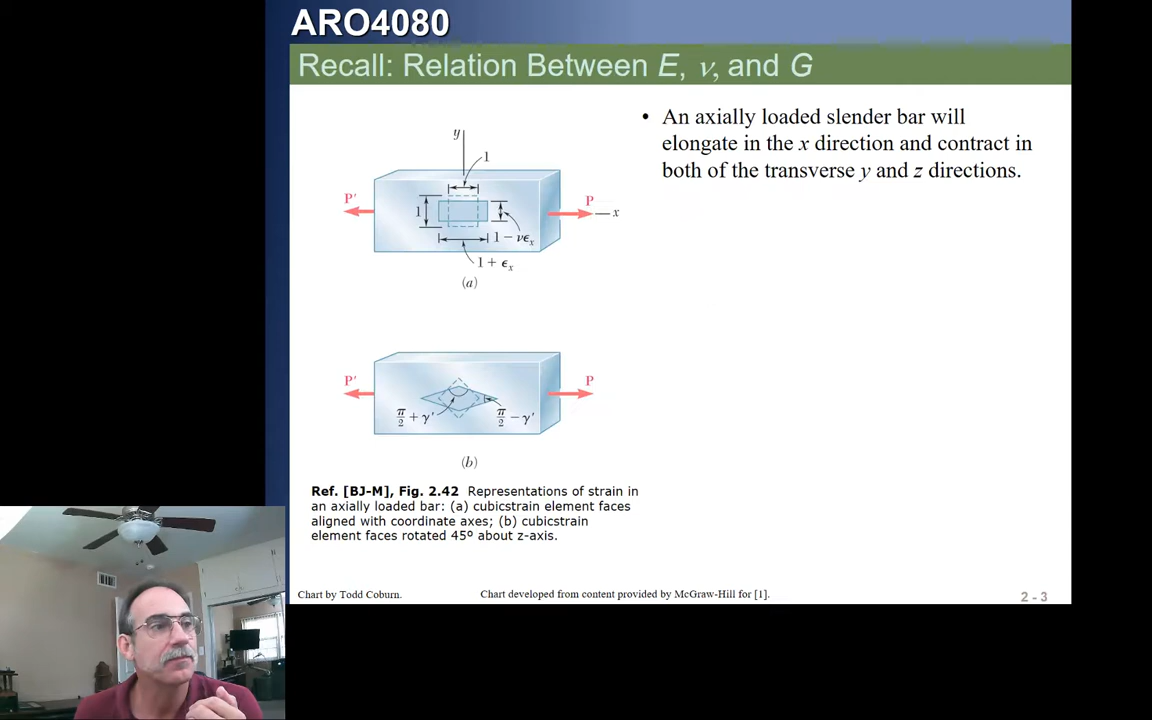 ARO4080
Recall: Relation Between E, ν, and G
• An axially loaded slender bar will
elongate in the x direction and contract in
both of the transverse y and z directions.
y
1
P'
1
P
x
1 − νϵx
1 + ϵx
(a)
P'
P
π/2 + γ'
π/2 − γ'
(b)
Ref. [BJ-M], Fig. 2.42 Representations of strain in
an axially loaded bar: (a) cubicstrain element faces
aligned with coordinate axes; (b) cubicstrain
element faces rotated 45º about z-axis.
Chart by Todd Coburn.
Chart developed from content provided by McGraw-Hill for [1].
2 - 3